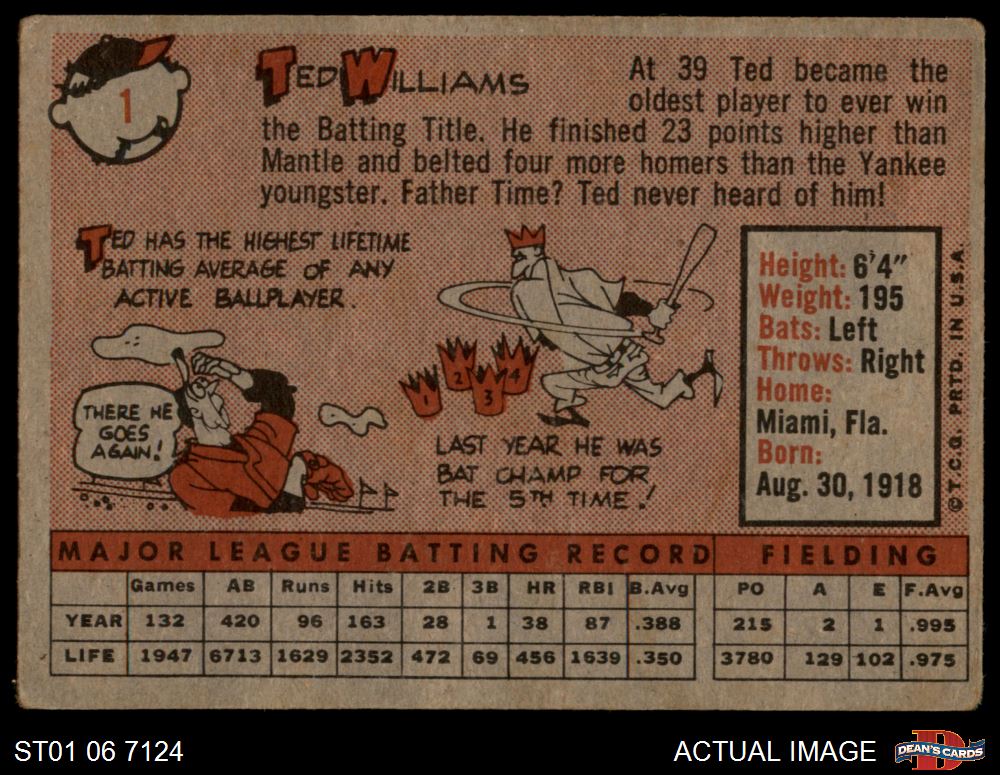 1
TED WILLIAMS
At 39 Ted became the
oldest player to ever win
the Batting Title. He finished 23 points higher than
Mantle and belted four more homers than the Yankee
youngster. Father Time? Ted never heard of him!
TED HAS THE HIGHEST LIFETIME
BATTING AVERAGE OF ANY
ACTIVE BALLPLAYER.
THERE HE
GOES
AGAIN!
1 2 3 4
LAST YEAR HE WAS
BAT CHAMP FOR
THE 5TH TIME!
Height: 6'4"
Weight: 195
Bats: Left
Throws: Right
Home:
Miami, Fla.
Born:
Aug. 30, 1918
©T.C.G. PRTD. IN U.S.A.
MAJOR LEAGUE BATTING RECORD FIELDING
Games AB Runs Hits 2B 3B HR RBI B.Avg PO A E F.Avg
YEAR 132 420 96 163 28 1 38 87 .388 215 2 1 .995
LIFE 1947 6713 1629 2352 472 69 456 1639 .350 3780 129 102 .975
ST01 06 7124
ACTUAL IMAGE
D
DEAN'S CARDS